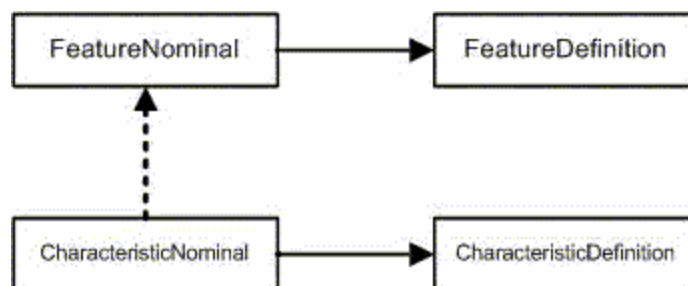 FeatureNominal
FeatureDefinition
CharacteristicNominal
CharacteristicDefinition